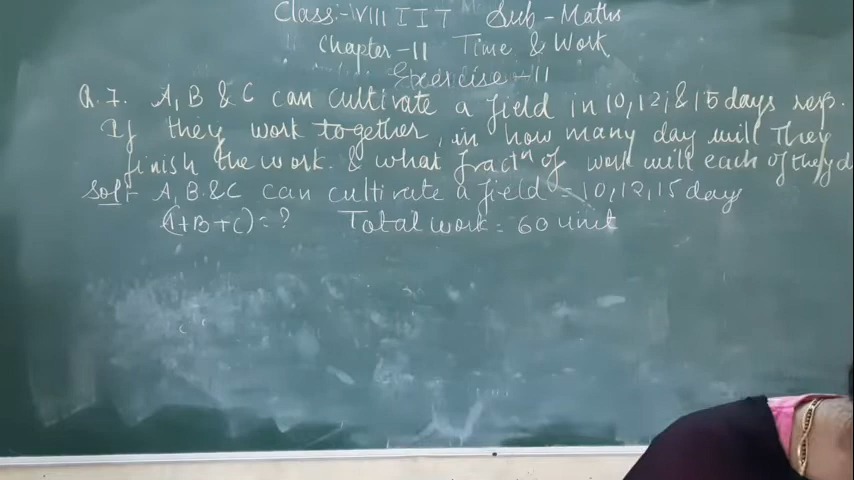 Class:- VIII IIT Sub - Maths
Chapter - 11 Time & Work
Exercise - 11
Q.7. A, B & C can cultivate a field in 10, 12, & 15 days resp.
If they work together, in how many day will They
finish the work. & what fractn of work will each of they d
Sol:- A, B & C can cultivate a field = 10, 12, 15 day
(A+B+C) = ? Total work = 60 unit